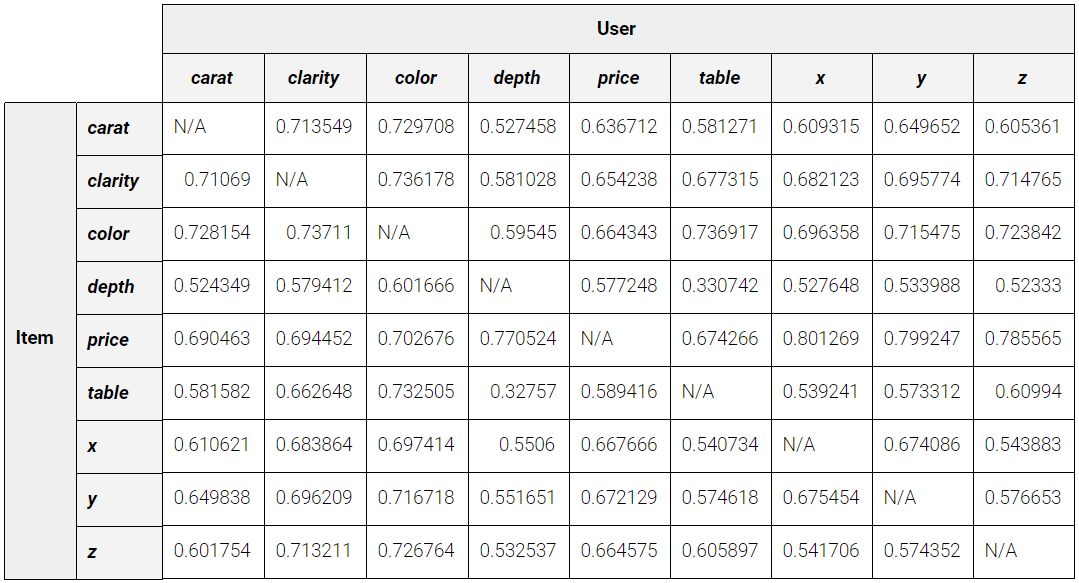 User
carat clarity color depth price table x y z
carat N/A 0.713549 0.729708 0.527458 0.636712 0.581271 0.609315 0.649652 0.605361
clarity 0.71069 N/A 0.736178 0.581028 0.654238 0.677315 0.682123 0.695774 0.714765
color 0.728154 0.73711 N/A 0.59545 0.664343 0.736917 0.696358 0.715475 0.723842
depth 0.524349 0.579412 0.601666 N/A 0.577248 0.330742 0.527648 0.533988 0.52333
Item price 0.690463 0.694452 0.702676 0.770524 N/A 0.674266 0.801269 0.799247 0.785565
table 0.581582 0.662648 0.732505 0.32757 0.589416 N/A 0.539241 0.573312 0.60994
x 0.610621 0.683864 0.697414 0.5506 0.667666 0.540734 N/A 0.674086 0.543883
y 0.649838 0.696209 0.716718 0.551651 0.672129 0.574618 0.675454 N/A 0.576653
z 0.601754 0.713211 0.726764 0.532537 0.664575 0.605897 0.541706 0.574352 N/A